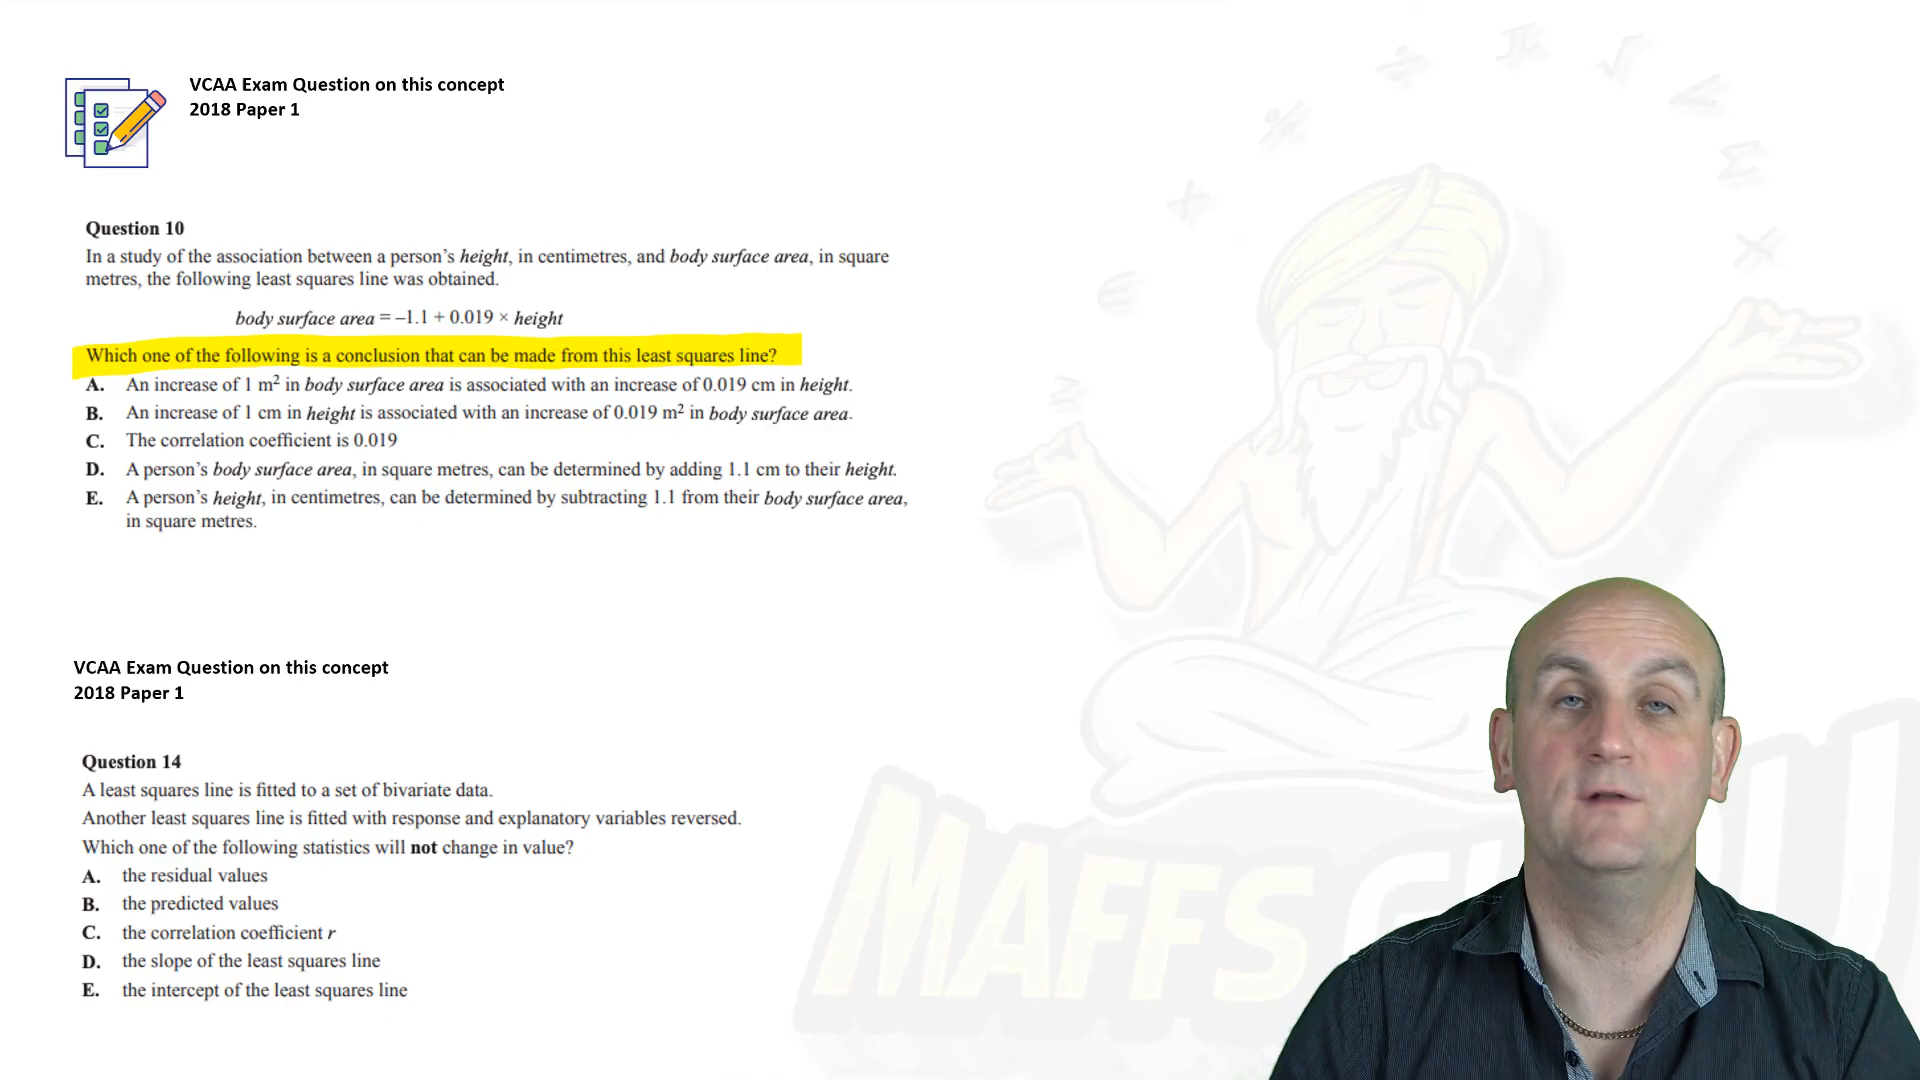 VCAA Exam Question on this concept
2018 Paper 1
Question 10
In a study of the association between a person's height, in centimetres, and body surface area, in square
metres, the following least squares line was obtained.
body surface area = –1.1 + 0.019 × height
Which one of the following is a conclusion that can be made from this least squares line?
A. An increase of 1 m² in body surface area is associated with an increase of 0.019 cm in height.
B. An increase of 1 cm in height is associated with an increase of 0.019 m² in body surface area.
C. The correlation coefficient is 0.019
D. A person's body surface area, in square metres, can be determined by adding 1.1 cm to their height.
E. A person's height, in centimetres, can be determined by subtracting 1.1 from their body surface area,
in square metres.
VCAA Exam Question on this concept
2018 Paper 1
Question 14
A least squares line is fitted to a set of bivariate data.
Another least squares line is fitted with response and explanatory variables reversed.
Which one of the following statistics will not change in value?
A. the residual values
B. the predicted values
C. the correlation coefficient r
D. the slope of the least squares line
E. the intercept of the least squares line
MAFFS